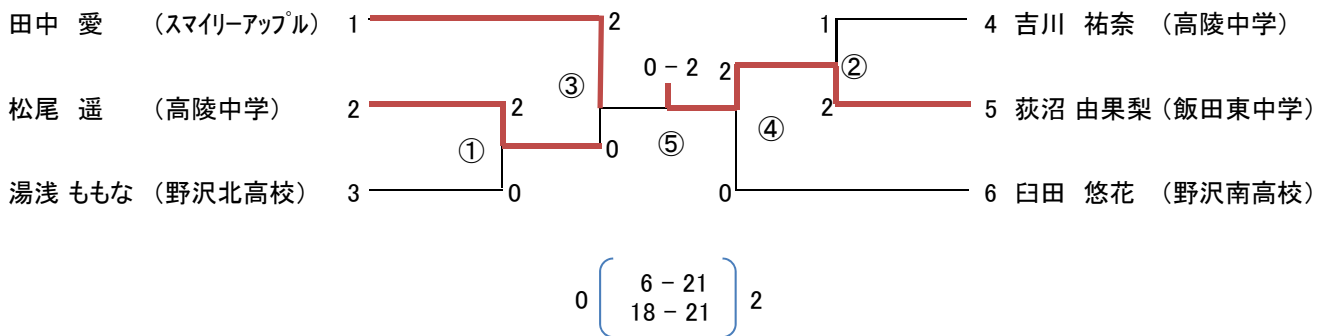 田中 愛 （スマイリーアップル） 1 2 1 4 吉川 祐奈 （高陵中学）
0 － 2 2 ②
③
松尾 遥 （高陵中学） 2 2 2 5 荻沼 由果梨 （飯田東中学）
① 0 ⑤ ④
湯浅 ももな （野沢北高校） 3 0 0 6 臼田 悠花 （野沢南高校）
6 － 21
0 2
18 － 21